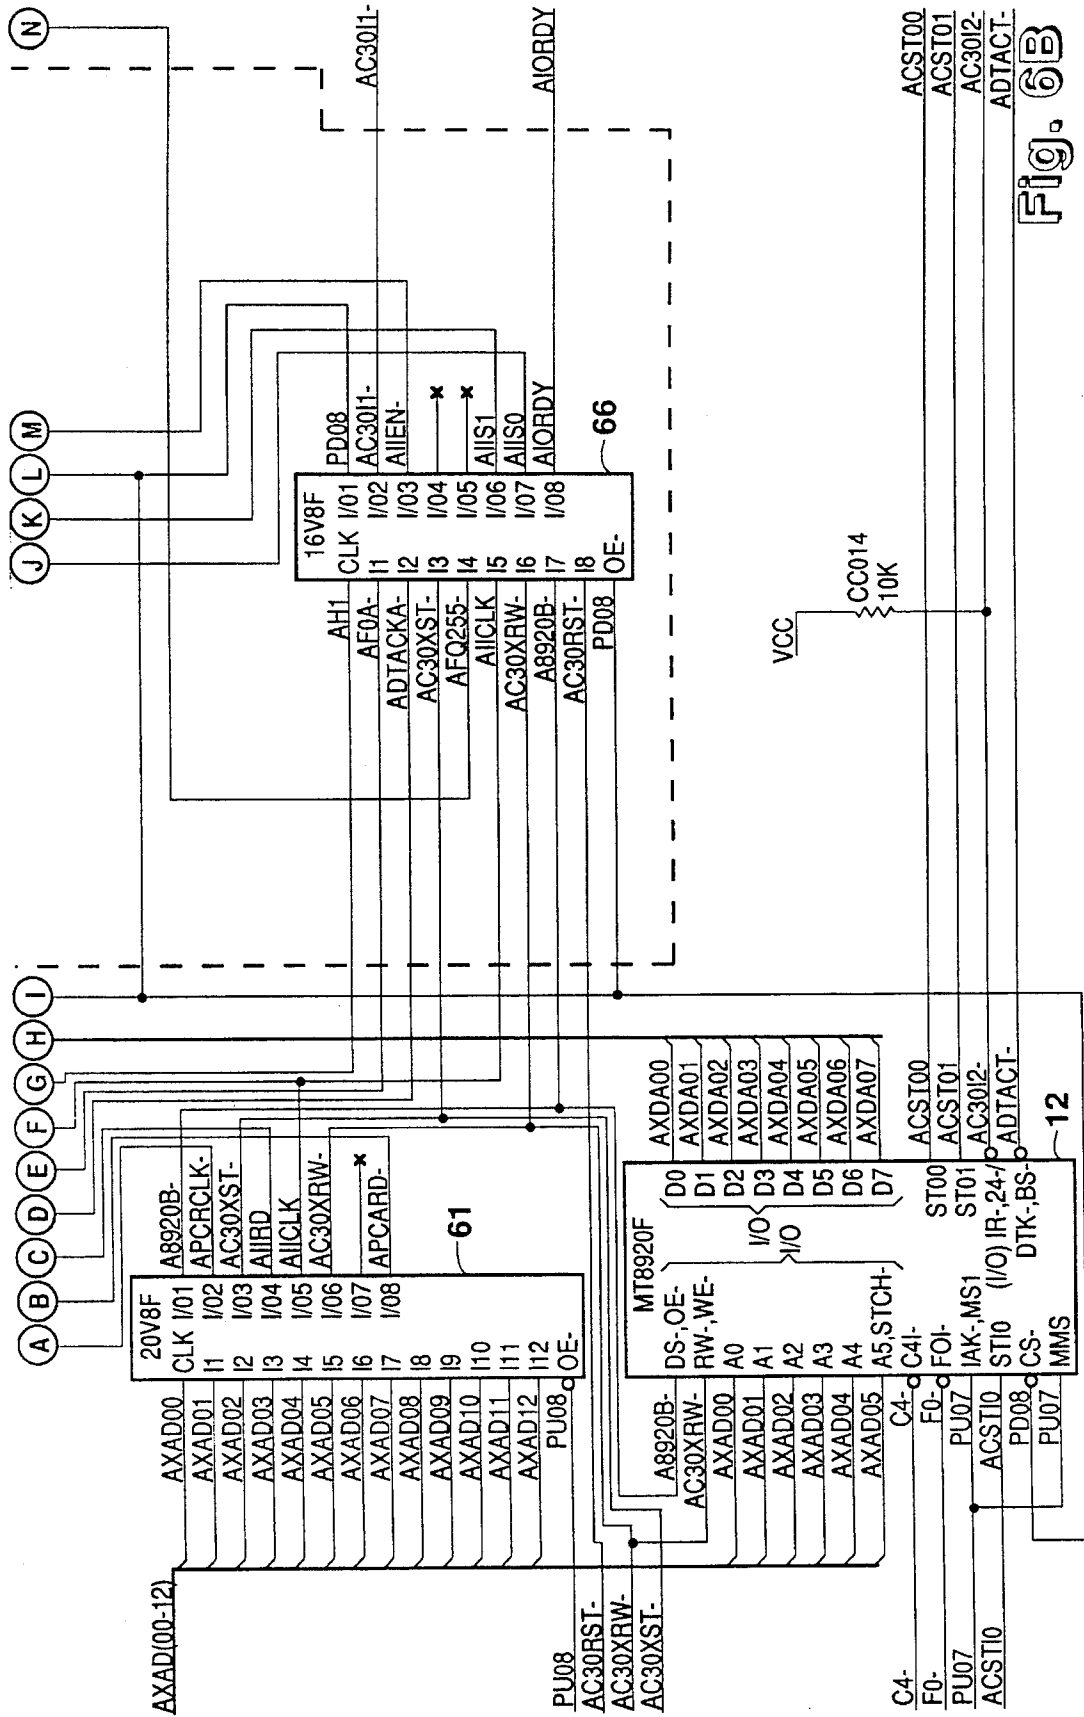 A
B
C
D
E
F
G
H
I
J
K
L
M
N
AXAD(00-12)
20V8F
AXAD00 CLK I/01 A8920B-
AXAD01 I1 I/02 APCRCLK-
AXAD02 I2 I/03 AC30XST-
AXAD03 I3 I/04 AIIRD
AXAD04 I4 I/05 AIICLK
AXAD05 I5 I/06 AC30XRW-
AXAD06 I6 I/07 x
AXAD07 I7 I/08 APCARD-
AXAD08 I8
AXAD09 I9
AXAD10 I10
AXAD11 I11
AXAD12 I12
PU08 PU08 OE-
61
AC30RST-
AC30XRW-
AC30XST-
16V8F
AH1 CLK I/01 PD08
AF0A- I1 I/02 AC30I1- AC30I1-
ADTACKA- I2 I/03 AIIEN-
AC30XST- I3 I/04 x
AFQ255- I4 I/05 x
AIICLK I5 I/06 AIIS1
AC30XRW- I6 I/07 AIIS0
A8920B- I7 I/08 AIORDY AIORDY
AC30RST- I8
PD08 OE-
66
VCC
CC014
10K
MT8920F
A8920B- DS-,OE- D0 AXDA00
AC30XRW- RW-,WE- D1 AXDA01
AXAD00 A0 D2 AXDA02
AXAD01 A1 I/O I/O D3 AXDA03
AXAD02 A2 D4 AXDA04
AXAD03 A3 D5 AXDA05
AXAD04 A4 D6 AXDA06
AXAD05 A5,STCH- D7 AXDA07
C4- C4- C4I-
F0- F0- FOI- ST00 ACST00 ACST00
PU07 PU07 IAK-,MS1 ST01 ACST01 ACST01
ACSTI0 ACSTI0 STI0 (I/O) IR-,24-/ AC30I2- AC30I2-
PD08 CS- DTK-,BS- ADTACT- ADTACT-
PU07 MMS
12
Fig. 6B